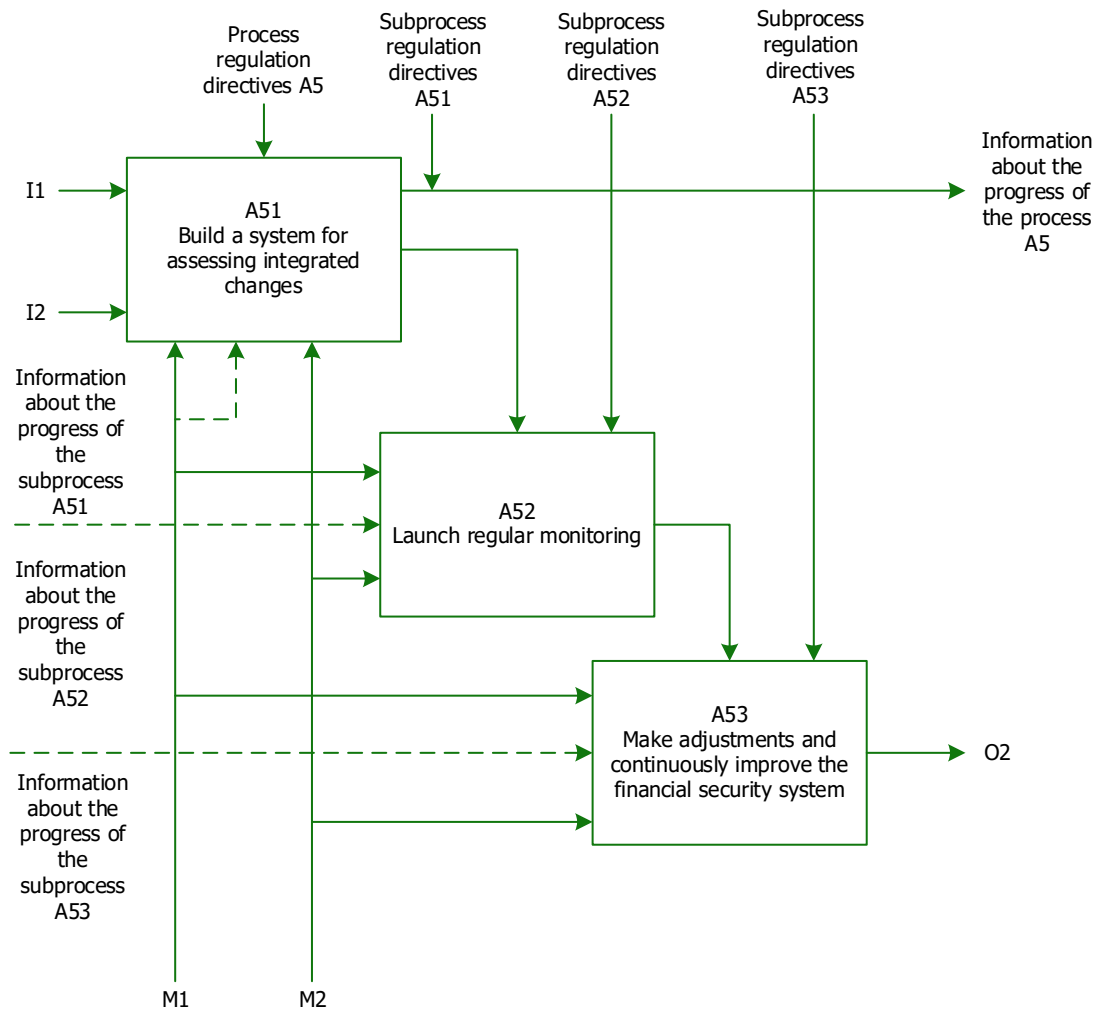 Process
regulation
directives A5
Subprocess
regulation
directives
A51
Subprocess
regulation
directives
A52
Subprocess
regulation
directives
A53
Information
about the
progress of
the process
A5
I1
I2
A51
Build a system for
assessing integrated
changes
Information
about the
progress of
the
subprocess
A51
A52
Launch regular monitoring
Information
about the
progress of
the
subprocess
A52
A53
Make adjustments and
continuously improve the
financial security system
O2
Information
about the
progress of
the
subprocess
A53
M1
M2